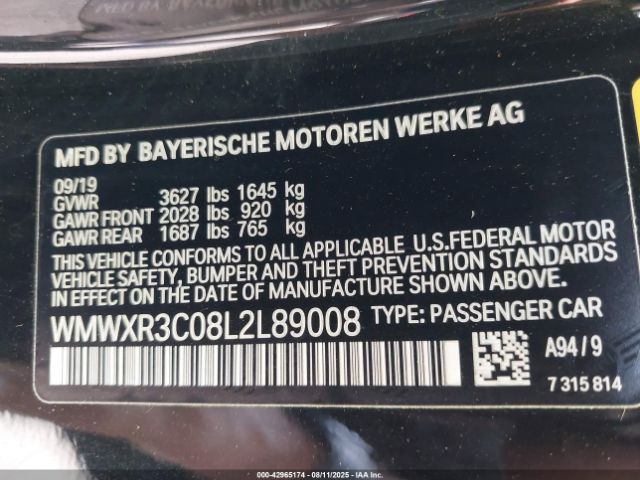 MFD BY BAYERISCHE MOTOREN WERKE AG
09/19
GVWR 3627 lbs 1645 kg
GAWR FRONT 2028 lbs 920 kg
GAWR REAR 1687 lbs 765 kg
THIS VEHICLE CONFORMS TO ALL APPLICABLE U.S.FEDERAL MOTOR
VEHICLE SAFETY, BUMPER AND THEFT PREVENTION STANDARDS
IN EFFECT ON THE DATE OF MANUFACTURE SHOWN ABOVE.
WMWXR3C08L2L89008 TYPE: PASSENGER CAR
A94/9
7 315 814
000-42965174 - 08/11/2025 - IAA Inc.